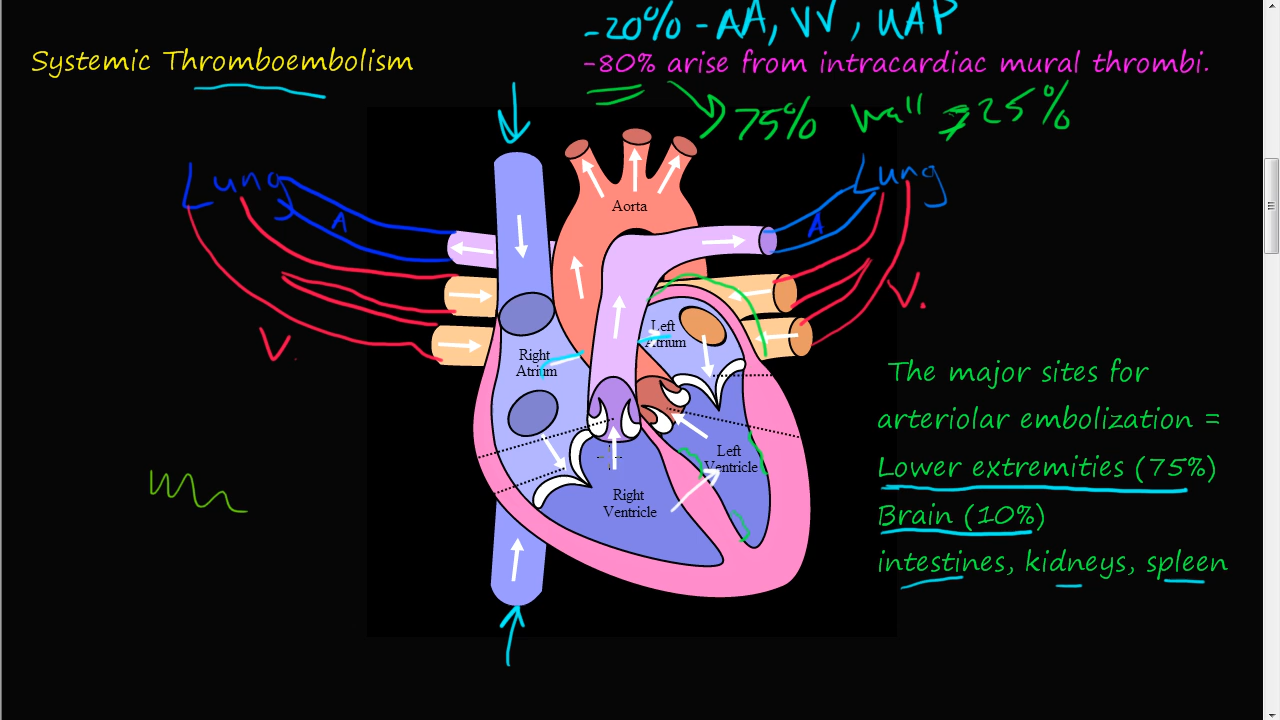 -20% - AA, VV, UAP
Systemic Thromboembolism
-80% arise from intracardiac mural thrombi.
75% wall 25%
Lung
Lung
A
A
Aorta
V.
V.
Left
Atrium
Right
Atrium
The major sites for
arteriolar embolization =
Lower extremities (75%)
Brain (10%)
intestines, kidneys, spleen
Left
Ventricle
Right
Ventricle